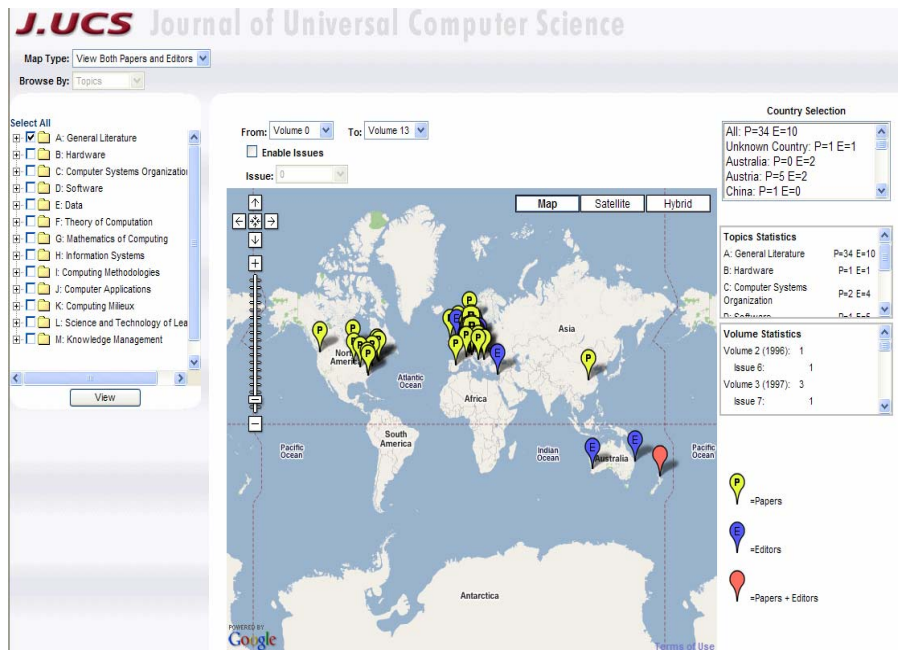 J.UCS Journal of Universal Computer Science
Map Type: View Both Papers and Editors
Browse By: Topics
Select All
A: General Literature
B: Hardware
C: Computer Systems Organizatio
D: Software
E: Data
F: Theory of Computation
G: Mathematics of Computing
H: Information Systems
I: Computing Methodologies
J: Computer Applications
K: Computing Milieux
L: Science and Technology of Lea
M: Knowledge Management
View
From: Volume 0 To: Volume 13
Enable Issues
Issue: 0
Map Satellite Hybrid
P
E
Asia
North America
Atlantic Ocean
Africa
South America
Pacific Ocean
Indian Ocean
Australia
Pacific Ocean
Antarctica
POWERED BY
Google
Terms of Use
Country Selection
All: P=34 E=10
Unknown Country: P=1 E=1
Australia: P=0 E=2
Austria: P=5 E=2
China: P=1 E=0
Topics Statistics
A: General Literature P=34 E=10
B: Hardware P=1 E=1
C: Computer Systems Organization P=2 E=4
D: Software P=1 E=5
Volume Statistics
Volume 2 (1996): 1
Issue 6: 1
Volume 3 (1997): 3
Issue 7: 1
P =Papers
E =Editors
=Papers + Editors